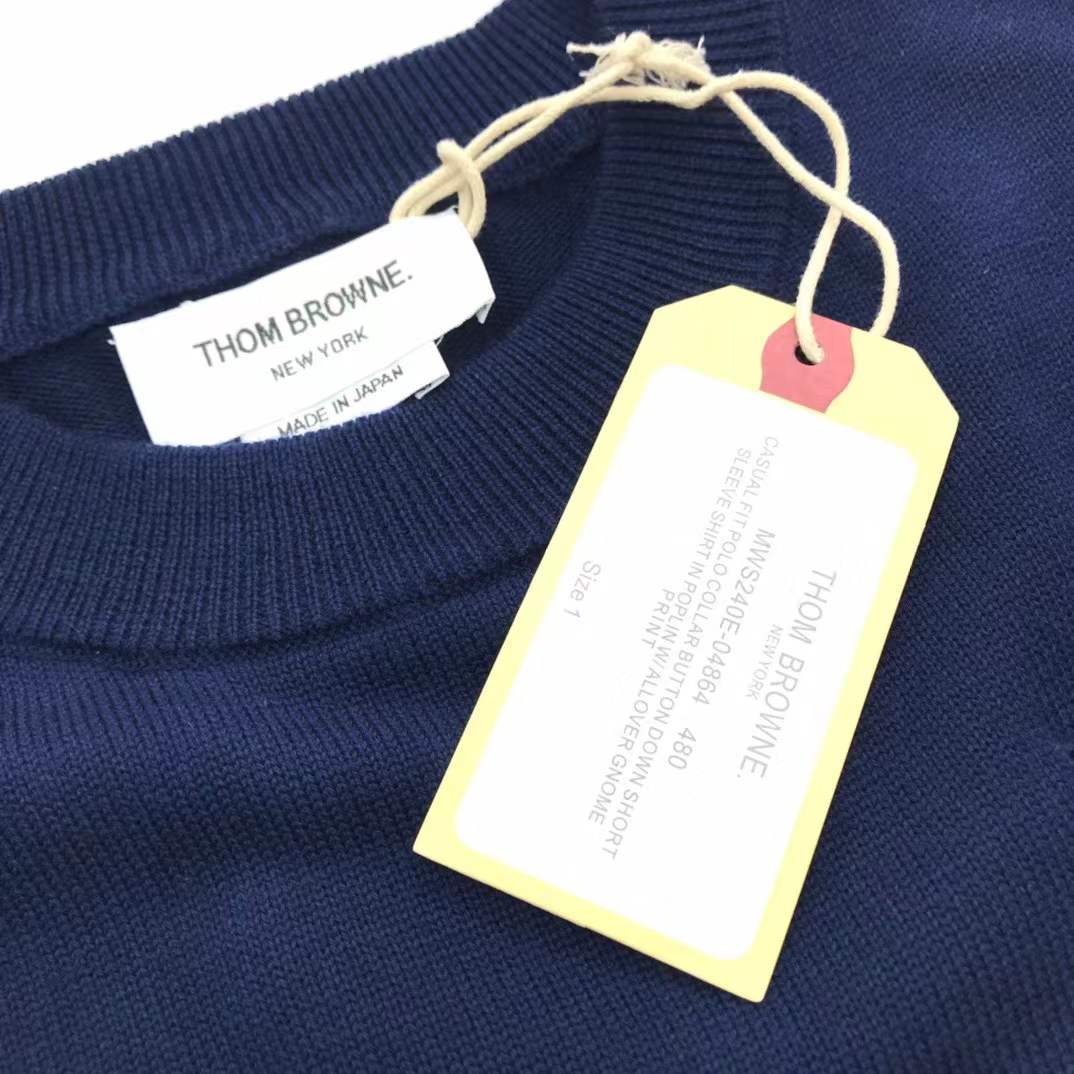 THOM BROWNE.
NEW YORK
MADE IN JAPAN
THOM BROWNE.
NEW YORK
MWS240E-04864 480
CASUAL FIT POLO COLLAR BUTTON DOWN SHORT
SLEEVE SHIRT IN POPLIN W/ ALLOVER GNOME
PRINT
Size 1